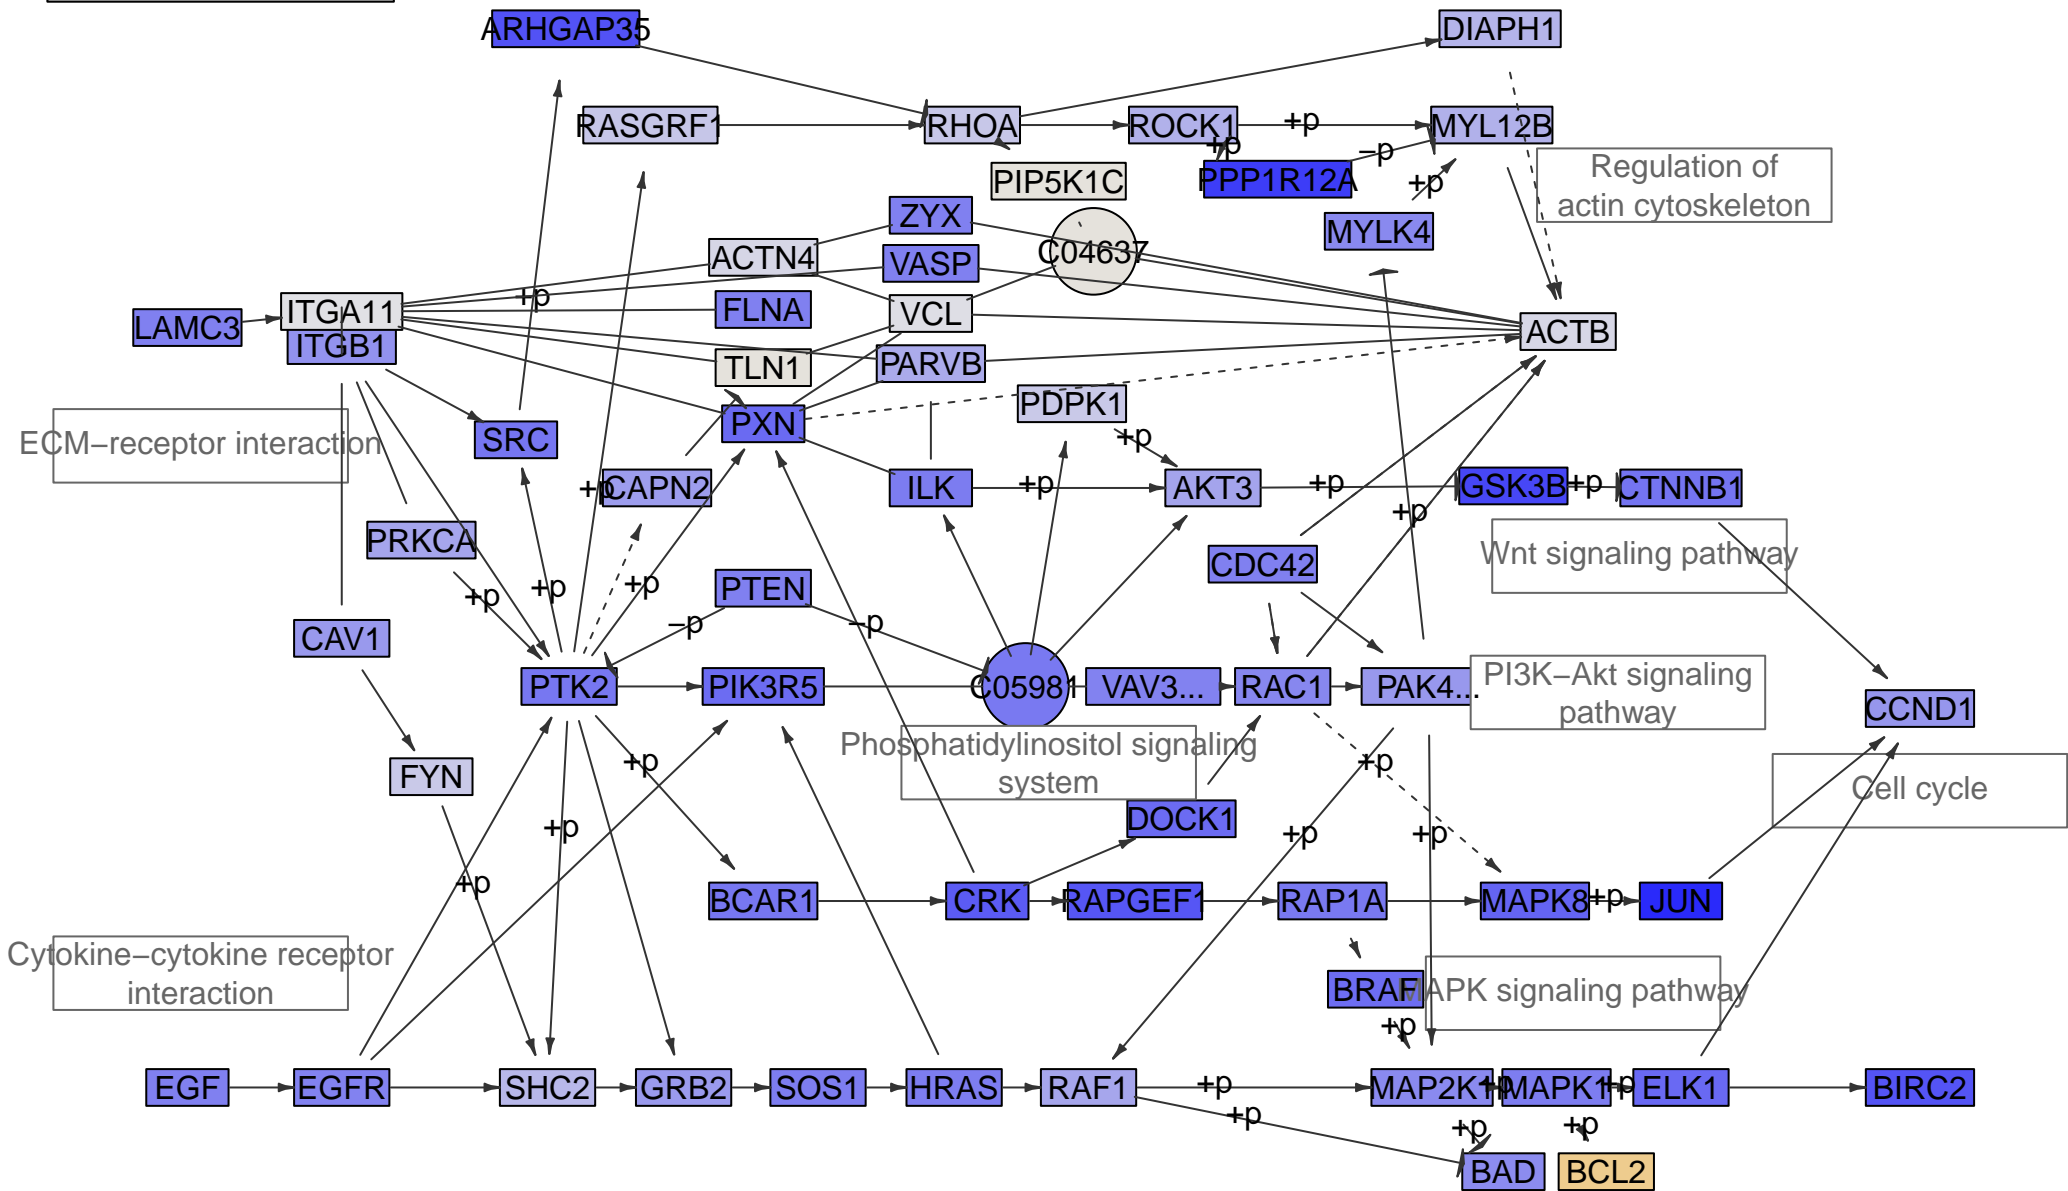 ARHGAP35
DIAPH1
RASGRF1
RHOA
ROCK1
+p
MYL12B
+p
−p
PIP5K1C
PPP1R12A
+p
Regulation of
actin cytoskeleton
ZYX
MYLK4
ACTN4
VASP
C04637
+p
ITGA11
FLNA
VCL
LAMC3
ITGB1
ACTB
TLN1
PARVB
PDPK1
PXN
ECM−receptor interaction
SRC
+p
+p
CAPN2
ILK
+p
AKT3
+p
GSK3B
+p
CTNNB1
+p
PRKCA
Wnt signaling pathway
CDC42
+p
+p
+p
PTEN
−p
−p
CAV1
PTK2
PIK3R5
C05981
VAV3...
RAC1
PAK4...
PI3K−Akt signaling
pathway
CCND1
Phosphatidylinositol signaling
system
FYN
+p
+p
Cell cycle
DOCK1
+p
+p
+p
+p
BCAR1
CRK
RAPGEF1
RAP1A
MAPK8
+p
JUN
Cytokine−cytokine receptor
interaction
BRAF
MAPK signaling pathway
+p
EGF
EGFR
SHC2
GRB2
SOS1
HRAS
RAF1
+p
MAP2K1
+p
MAPK1
+p
ELK1
BIRC2
+p
+p
+p
BAD
BCL2